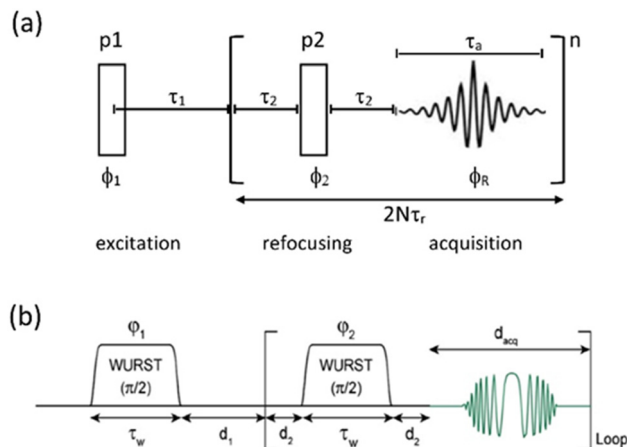 (a)
p1 p2 τa
τ1 τ2 τ2 n
ϕ1 ϕ2 ϕR
2Nτr
excitation refocusing acquisition
(b)
φ1 φ2 dacq
WURST WURST
(π/2) (π/2)
τw d1 d2 τw d2
Loop